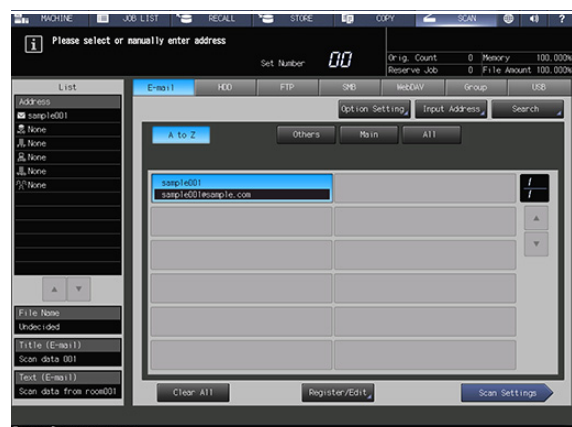 MACHINE JOB LIST RECALL STORE COPY SCAN ?
Please select or manually enter address
Set Number 00
Orig. Count 0 Memory 100.000%
Reserve Job 0 File Amount 100.000%
List
E-mail HDD FTP SMB WebDAV Group USB
Address
sample001
None
None
None
None
None
Option Setting Input Address Search
A to Z Others Main All
sample001
sample001@sample.com
1
1
File Name
Undecided
Title (E-mail)
Scan data 001
Text (E-mail)
Scan data from room001
Clear All Register/Edit Scan Settings